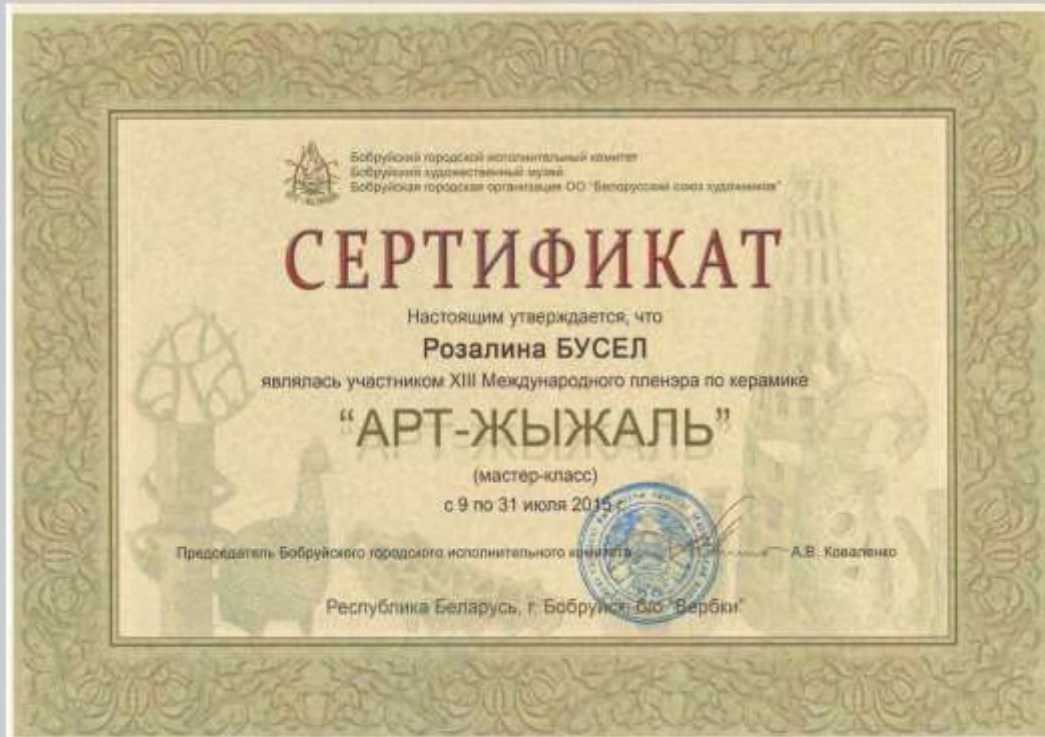 Бобруйский городской исполнительный комитет
Бобруйский художественный музей
Бобруйская городская организация ОО "Белорусский союз художников"
СЕРТИФИКАТ
Настоящим утверждается, что
Розалина БУСЕЛ
являлась участником XIII Международного пленэра по керамике
"АРТ-ЖЫЖАЛЬ"
(мастер-класс)
с 9 по 31 июля 2015 г.
Председатель Бобруйского городского исполнительного комитета А.В. Коваленко
Республика Беларусь, г. Бобруйск, б/о "Вербки"